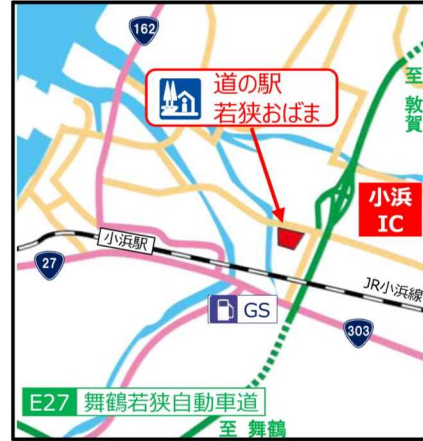 162
道の駅
若狭おばま
至
敦賀
小浜
IC
小浜駅
27
JR小浜線
GS
303
E27 舞鶴若狭自動車道
至 舞鶴